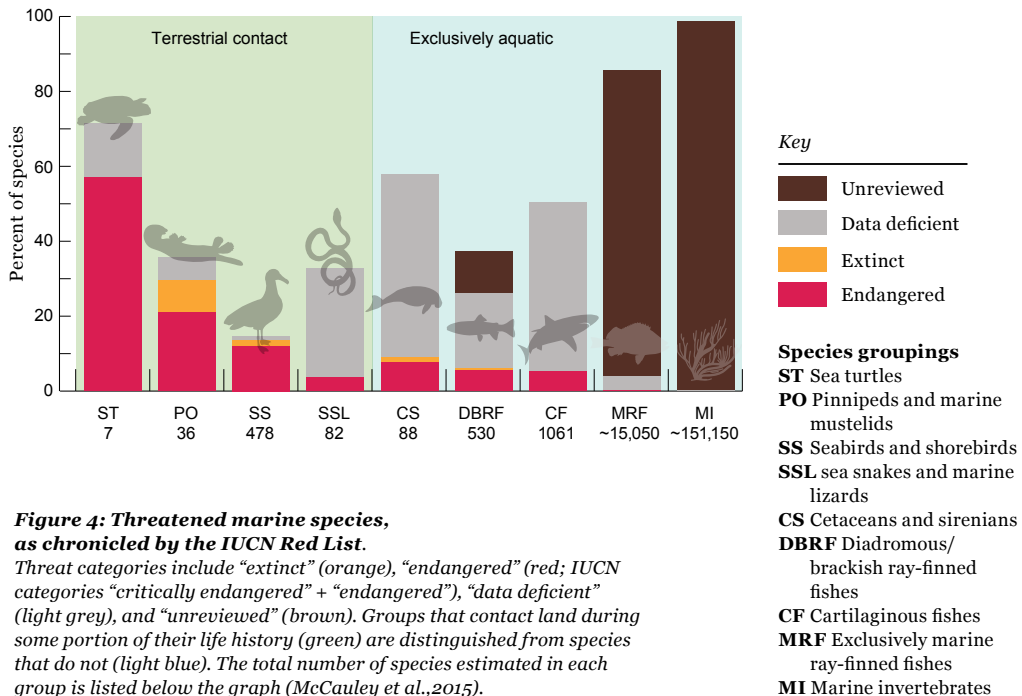 100
80
60
40
20
0
Percent of species
Terrestrial contact
Exclusively aquatic
ST PO SS SSL CS DBRF CF MRF MI
7 36 478 82 88 530 1061 ~15,050 ~151,150
Key
Unreviewed
Data deficient
Extinct
Endangered
Species groupings
ST Sea turtles
PO Pinnipeds and marine
mustelids
SS Seabirds and shorebirds
SSL sea snakes and marine
lizards
CS Cetaceans and sirenians
DBRF Diadromous/
brackish ray-finned
fishes
CF Cartilaginous fishes
MRF Exclusively marine
ray-finned fishes
MI Marine invertebrates
Figure 4: Threatened marine species,
as chronicled by the IUCN Red List.
Threat categories include “extinct” (orange), “endangered” (red; IUCN
categories “critically endangered” + “endangered”), “data deficient”
(light grey), and “unreviewed” (brown). Groups that contact land during
some portion of their life history (green) are distinguished from species
that do not (light blue). The total number of species estimated in each
group is listed below the graph (McCauley et al.,2015).